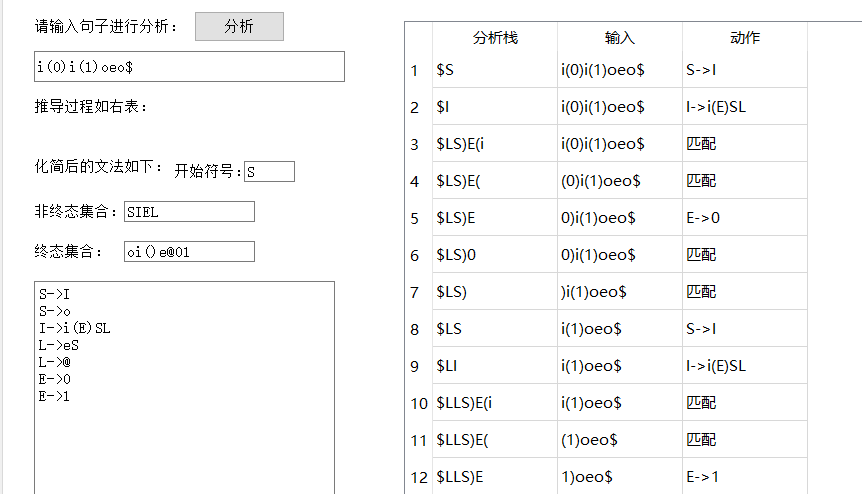 请输入句子进行分析： 分析
i(0)i(1)oeo$
推导过程如右表：
化简后的文法如下： 开始符号： S
非终态集合： SIEL
终态集合： oi()e@01
S->I
S->o
I->i(E)SL
L->eS
L->@
E->0
E->1
分析栈 输入 动作
1 $S i(0)i(1)oeo$ S->I
2 $I i(0)i(1)oeo$ I->i(E)SL
3 $LS)E(i i(0)i(1)oeo$ 匹配
4 $LS)E( (0)i(1)oeo$ 匹配
5 $LS)E 0)i(1)oeo$ E->0
6 $LS)0 0)i(1)oeo$ 匹配
7 $LS) )i(1)oeo$ 匹配
8 $LS i(1)oeo$ S->I
9 $LI i(1)oeo$ I->i(E)SL
10 $LLS)E(i i(1)oeo$ 匹配
11 $LLS)E( (1)oeo$ 匹配
12 $LLS)E 1)oeo$ E->1